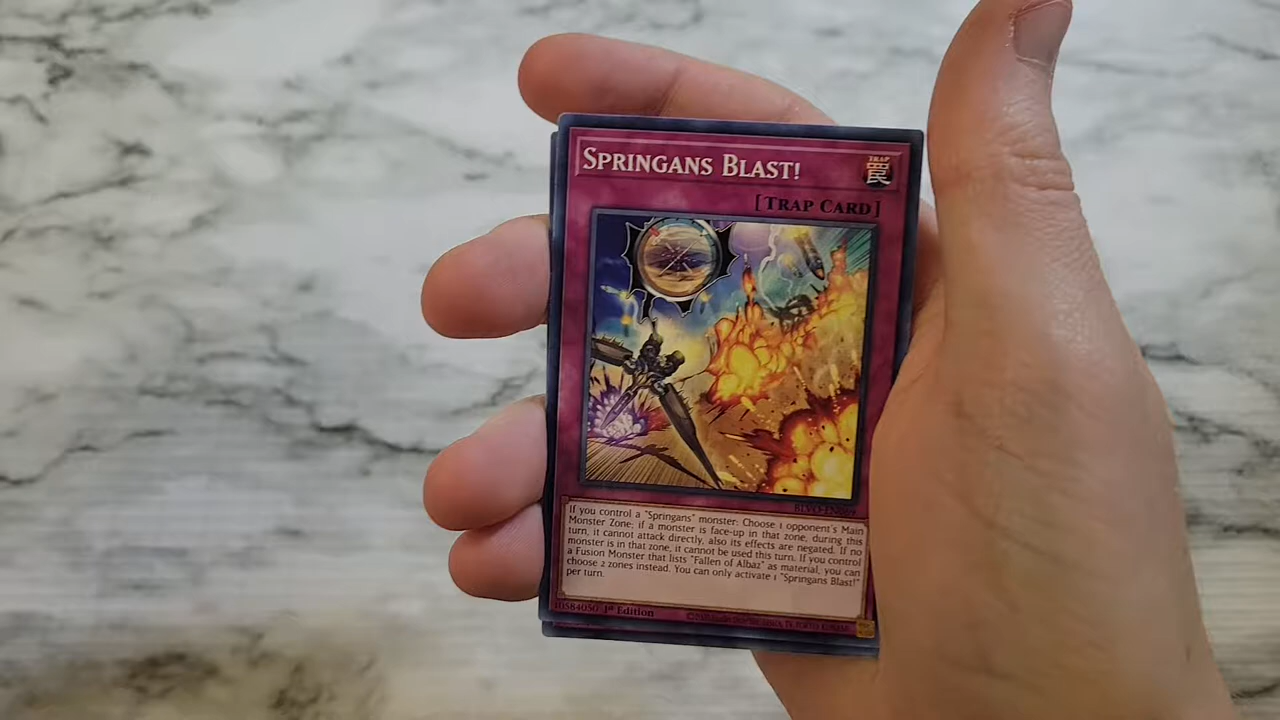 SPRINGANS BLAST!
TRAP
罠
[TRAP CARD]
BLVO-EN069
If you control a "Springans" monster: Choose 1 opponent's Main
Monster Zone; if a monster is face-up in that zone, during this
turn, it cannot attack directly, also its effects are negated. If no
monster is in that zone, it cannot be used this turn. If you control
a Fusion Monster that lists "Fallen of Albaz" as material, you can
choose 2 zones instead. You can only activate 1 "Springans Blast!"
per turn.
10584050 1st Edition